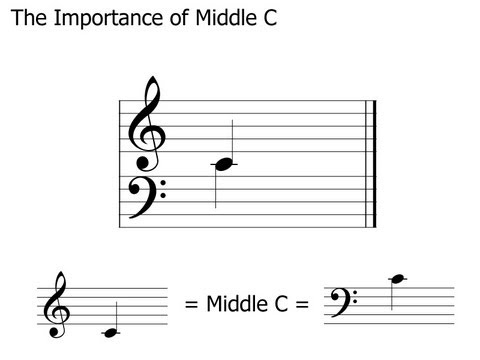 The Importance of Middle C
= Middle C =